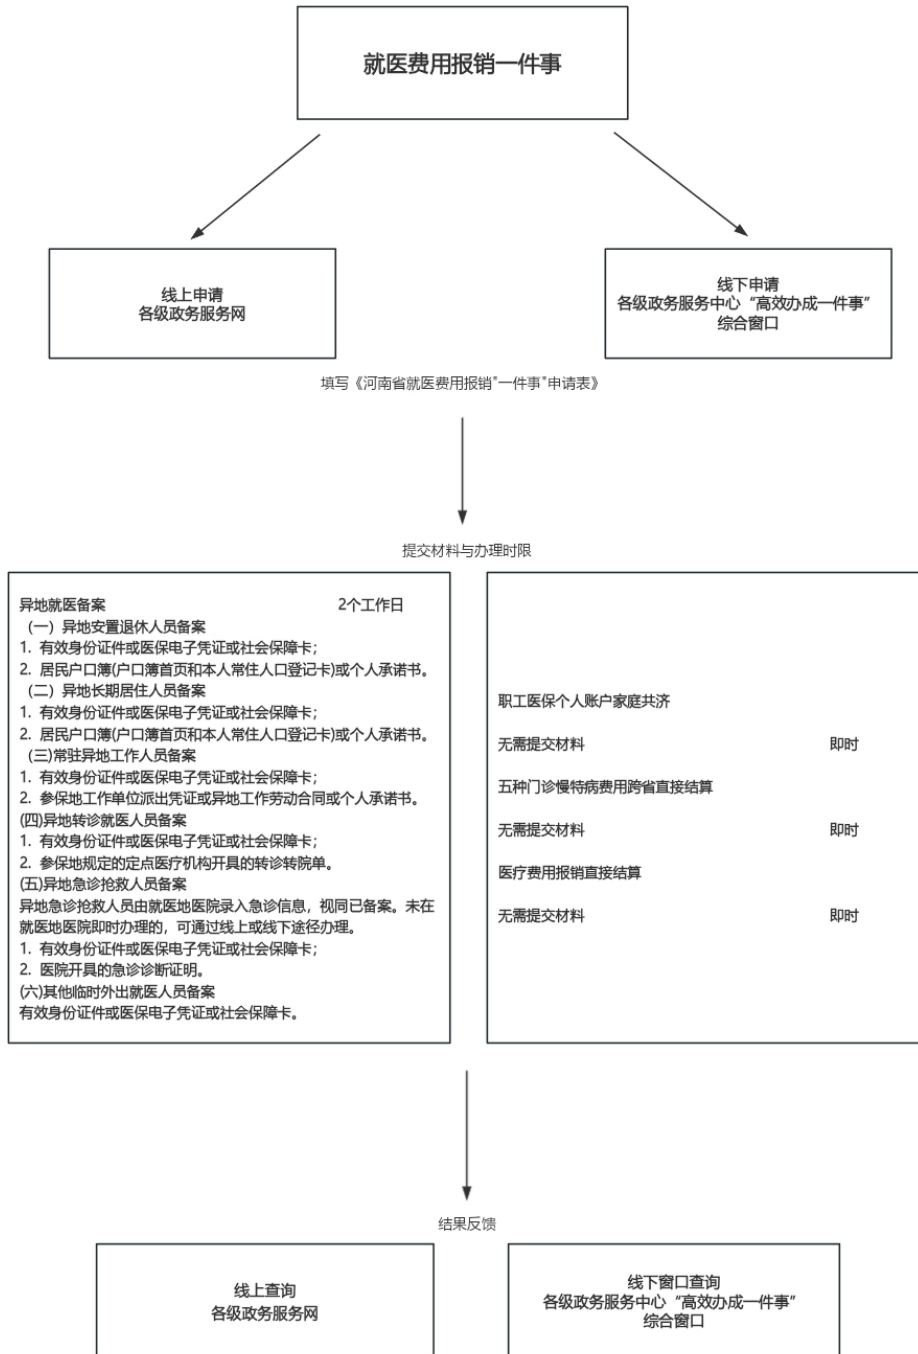 就医费用报销一件事
线上申请
各级政务服务网
线下申请
各级政务服务中心“高效办成一件事”
综合窗口
填写《河南省就医费用报销"一件事"申请表》
提交材料与办理时限
异地就医备案 2个工作日
（一）异地安置退休人员备案
1. 有效身份证件或医保电子凭证或社会保障卡；
2. 居民户口簿(户口簿首页和本人常住人口登记卡)或个人承诺书。
（二）异地长期居住人员备案
1. 有效身份证件或医保电子凭证或社会保障卡；
2. 居民户口簿(户口簿首页和本人常住人口登记卡)或个人承诺书。
(三)常驻异地工作人员备案
1. 有效身份证件或医保电子凭证或社会保障卡；
2. 参保地工作单位派出凭证或异地工作劳动合同或个人承诺书。
(四)异地转诊就医人员备案
1. 有效身份证件或医保电子凭证或社会保障卡；
2. 参保地规定的定点医疗机构开具的转诊转院单。
(五)异地急诊抢救人员备案
异地急诊抢救人员由就医地医院录入急诊信息，视同已备案。未在
就医地医院即时办理的，可通过线上或线下途径办理。
1. 有效身份证件或医保电子凭证或社会保障卡；
2. 医院开具的急诊诊断证明。
(六)其他临时外出就医人员备案
有效身份证件或医保电子凭证或社会保障卡。
职工医保个人账户家庭共济
无需提交材料 即时
五种门诊慢特病费用跨省直接结算
无需提交材料 即时
医疗费用报销直接结算
无需提交材料 即时
结果反馈
线上查询
各级政务服务网
线下窗口查询
各级政务服务中心“高效办成一件事”
综合窗口